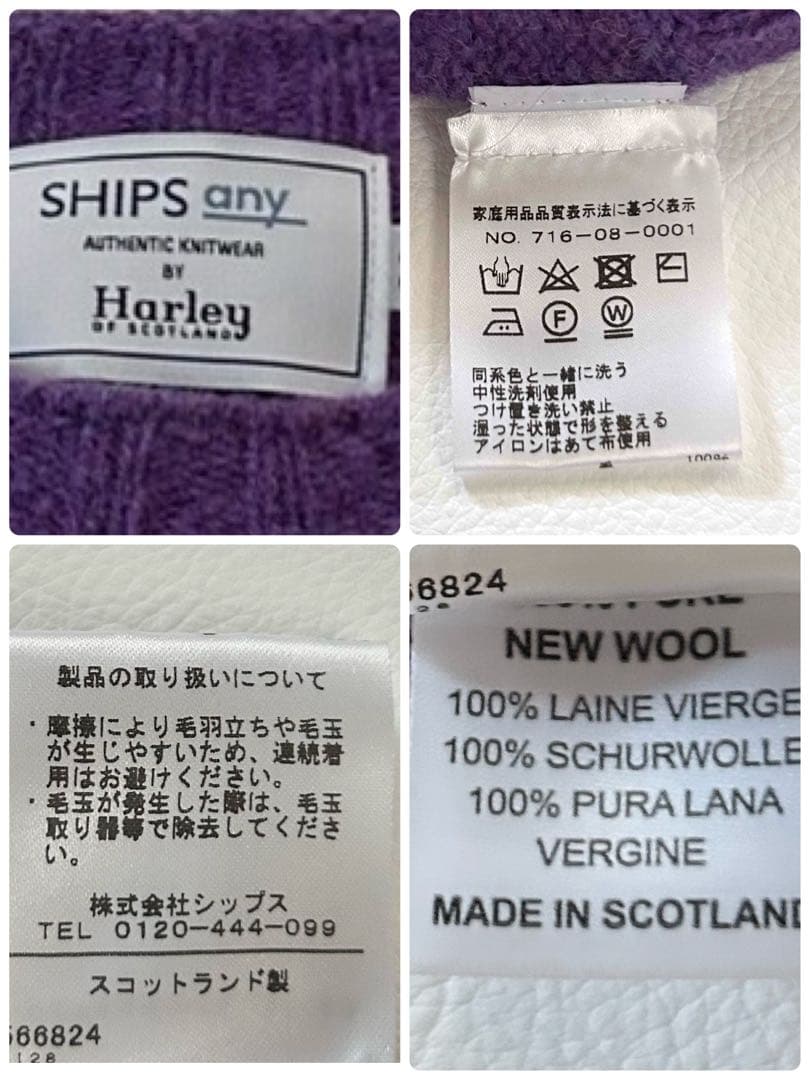 SHIPS any
AUTHENTIC KNITWEAR
BY
Harley
OF SCOTLAND
家庭用品品質表示法に基づく表示
NO. 716-08-0001
F
W
同系色と一緒に洗う
中性洗剤使用
つけ置き洗い禁止
湿った状態で形を整える
アイロンはあて布使用
100%
製品の取り扱いについて
・摩擦により毛羽立ちや毛玉
が生じやすいため、連続着
用はお避けください。
・毛玉が発生した際は、毛玉
取り器等で除去してくださ
い。
株式会社シップス
TEL 0120-444-099
スコットランド製
66824
128
66824
NEW WOOL
100% LAINE VIERGE
100% SCHURWOLLE
100% PURA LANA
VERGINE
MADE IN SCOTLAND